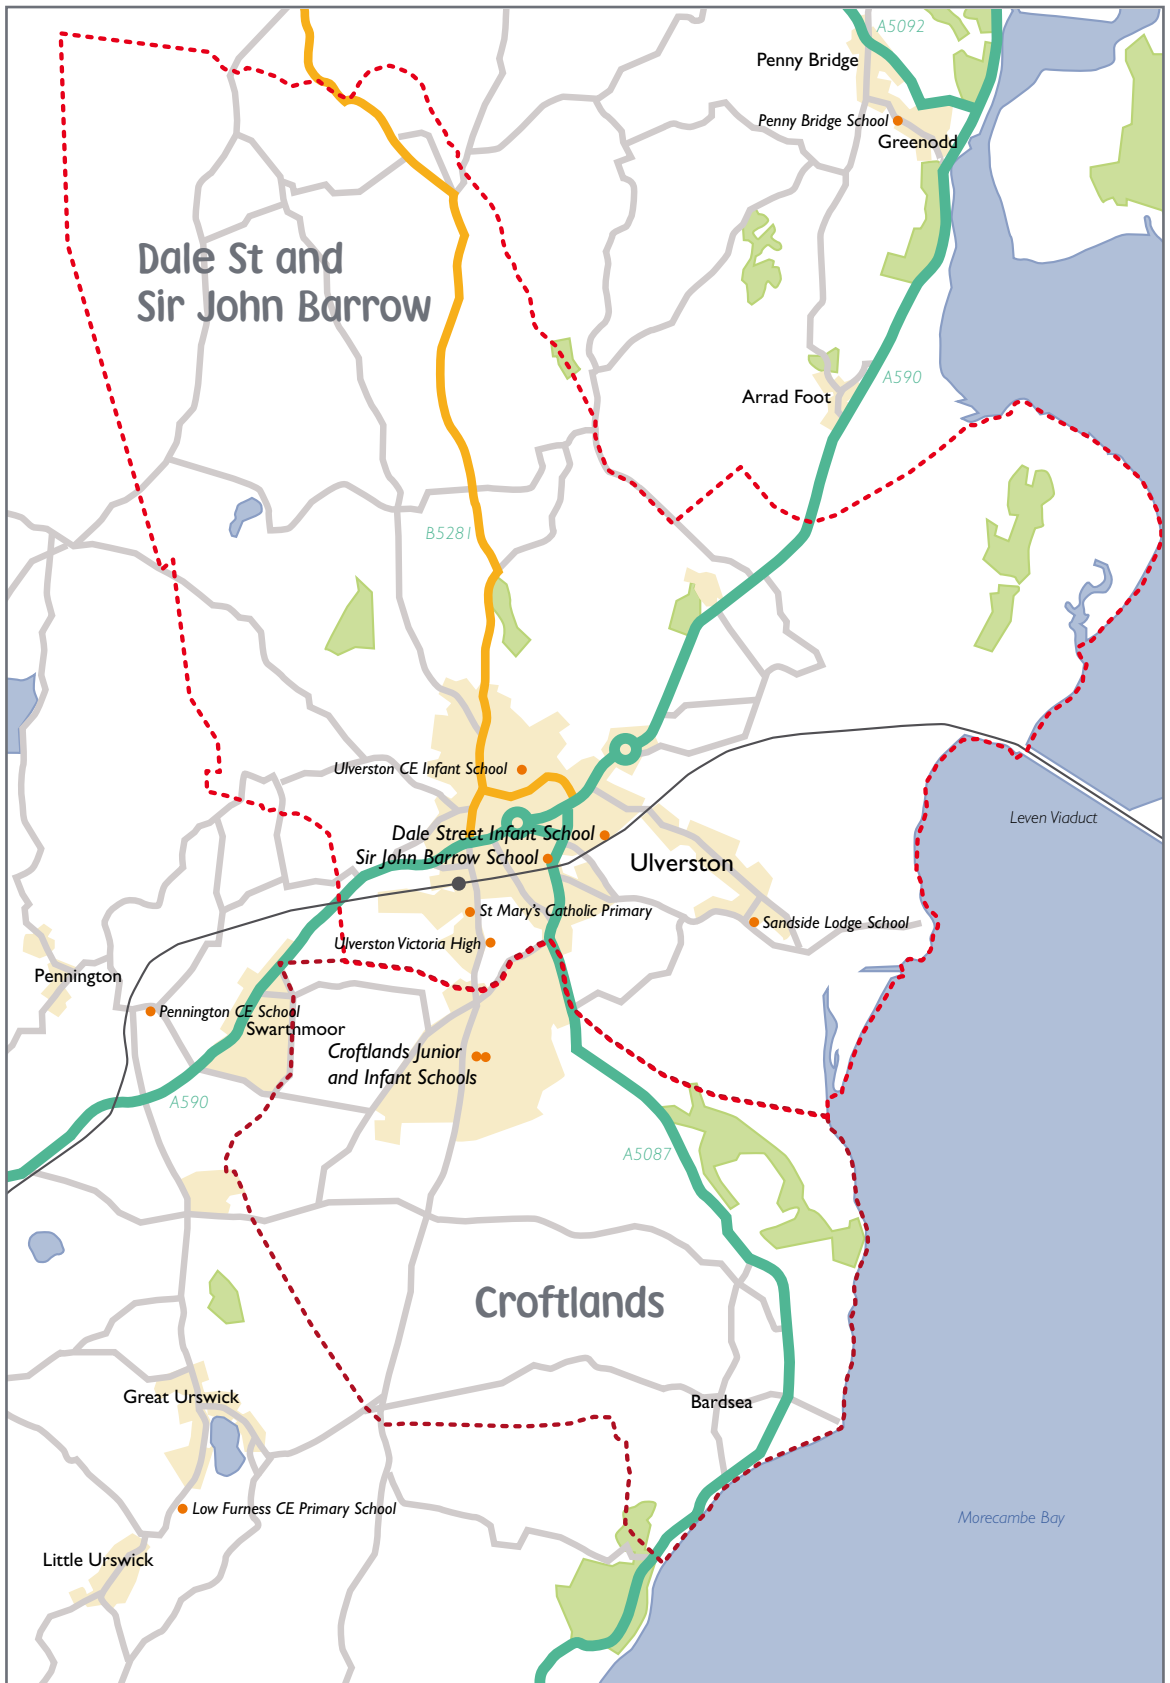 A5092
Penny Bridge
Penny Bridge School
Greenodd
Dale St and
Sir John Barrow
A590
Arrad Foot
B5281
Ulverston CE Infant School
Leven Viaduct
Dale Street Infant School
Sir John Barrow School
Ulverston
St Mary's Catholic Primary
Sandside Lodge School
Ulverston Victoria High
Pennington
Pennington CE School
Swarthmoor
Croftlands Junior
and Infant Schools
A590
A5087
Croftlands
Great Urswick
Bardsea
Low Furness CE Primary School
Morecambe Bay
Little Urswick